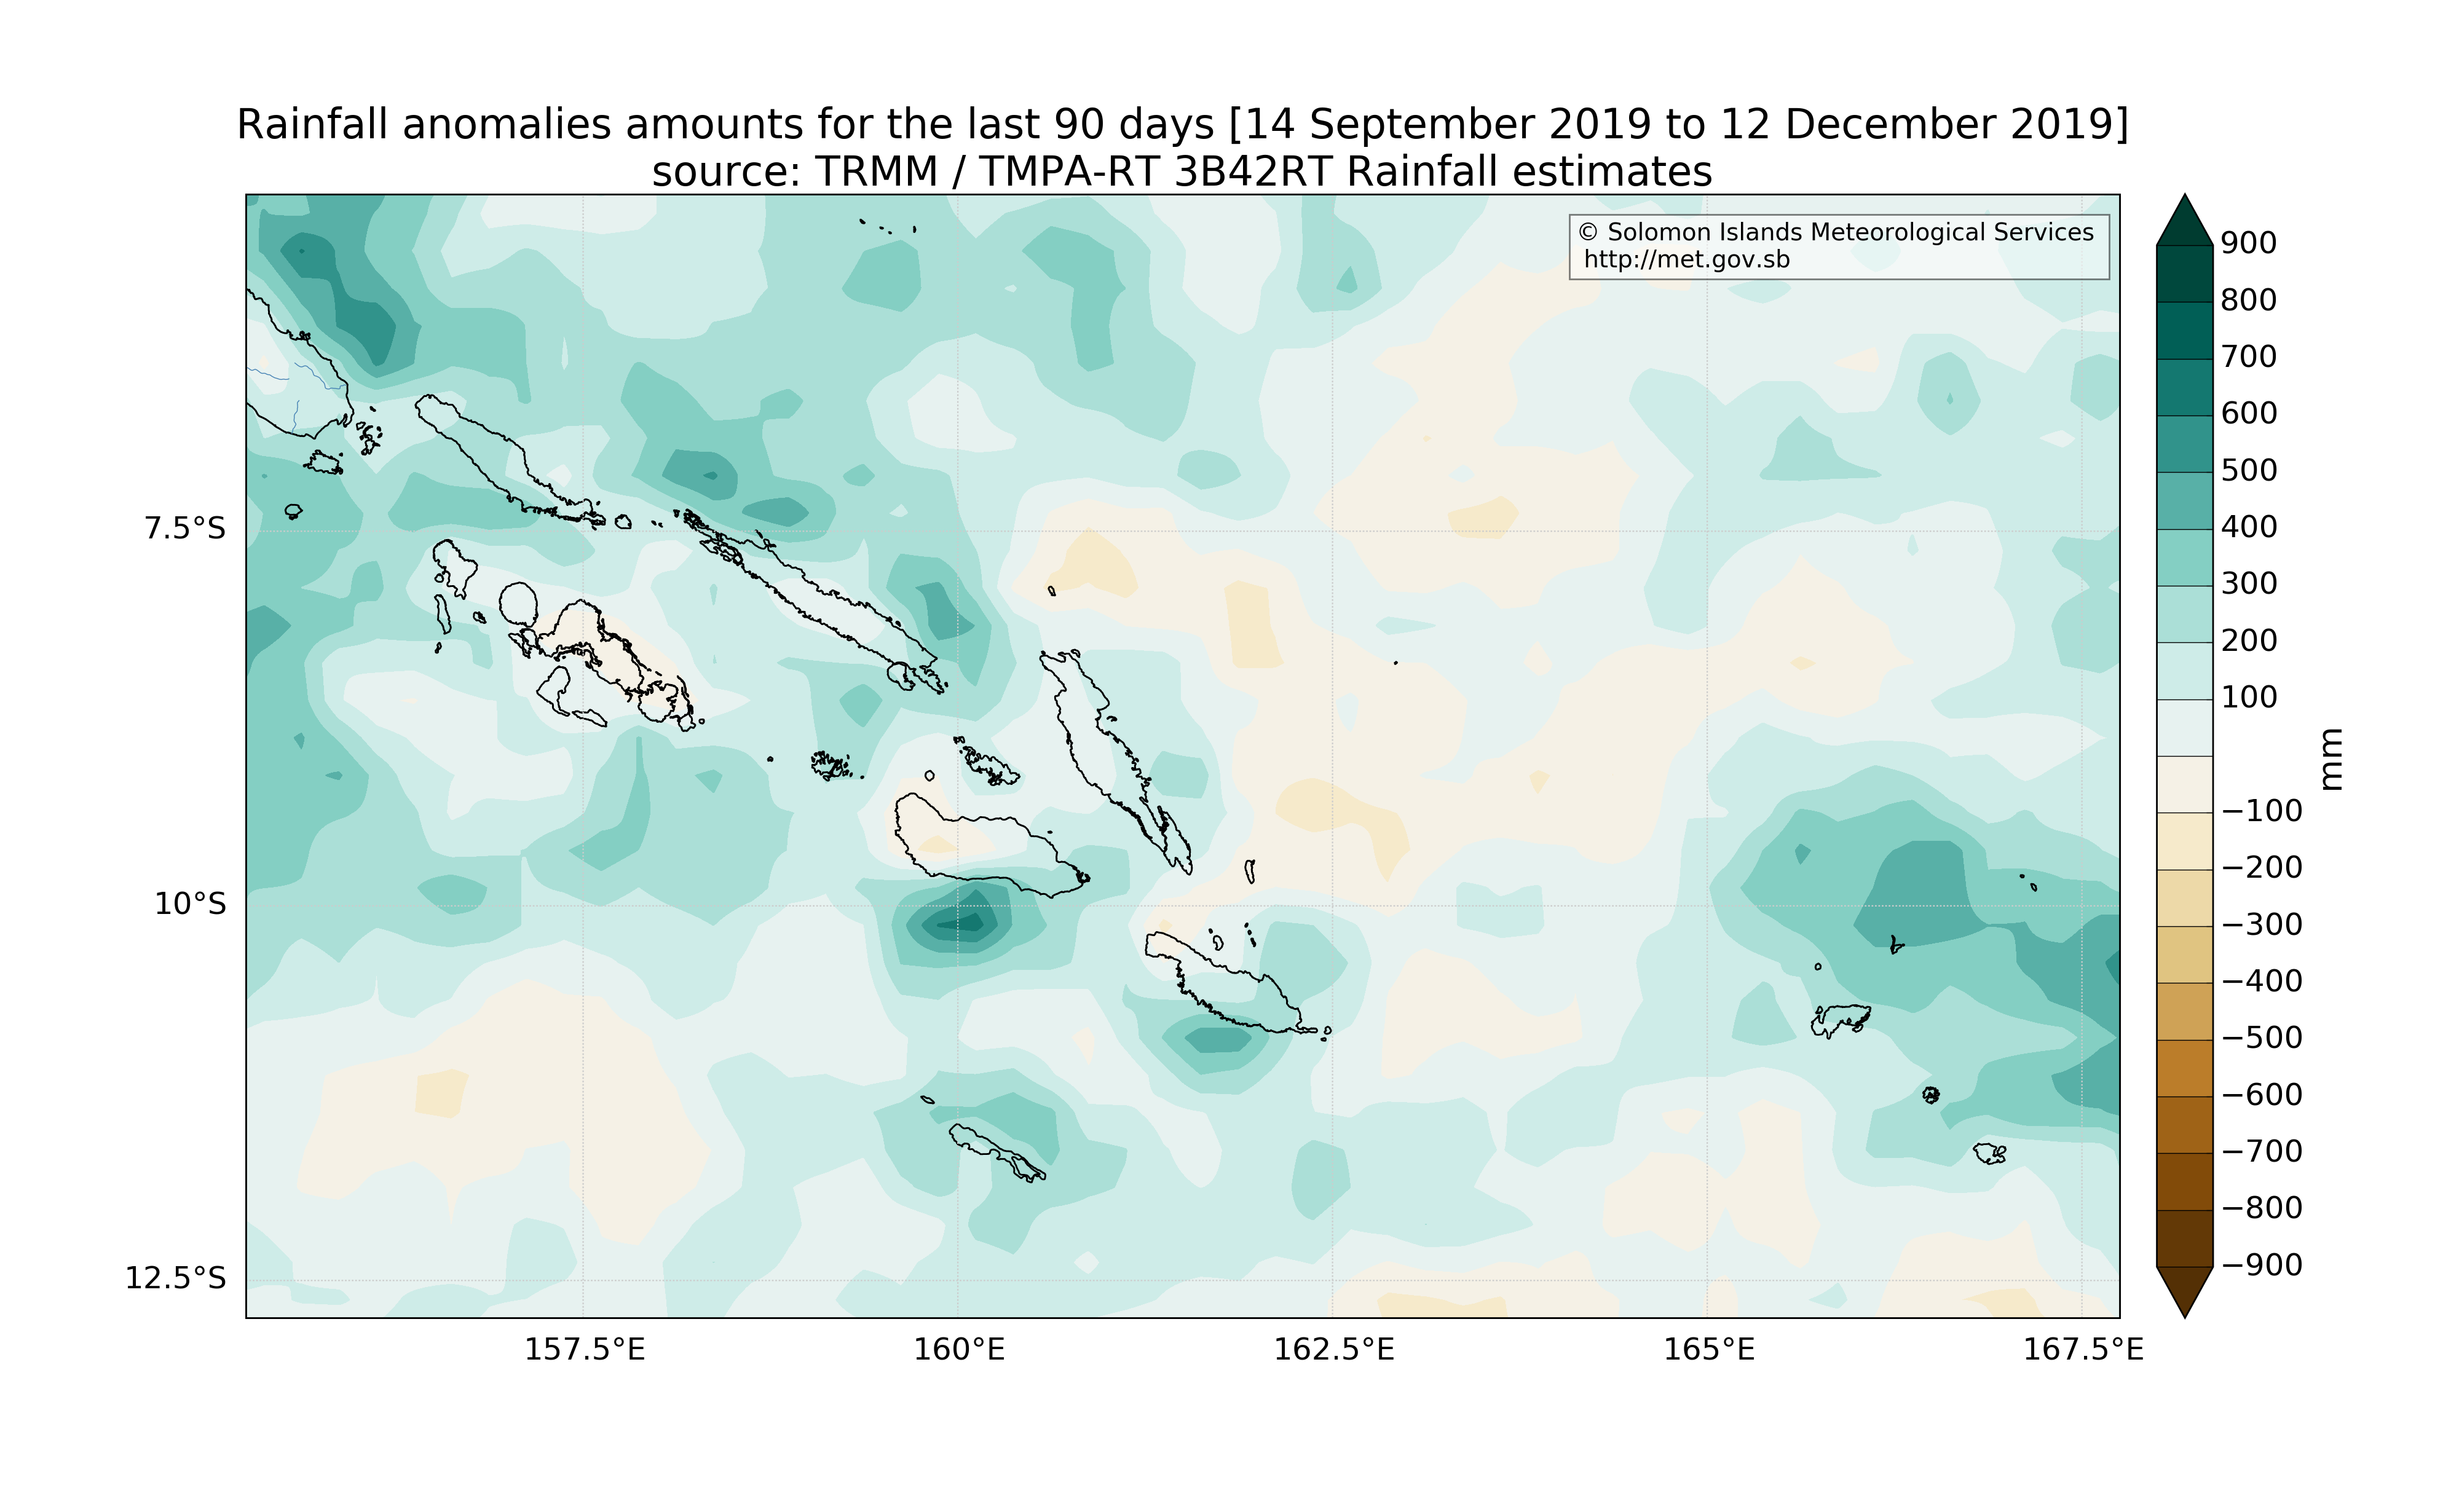 Rainfall anomalies amounts for the last 90 days [14 September 2019 to 12 December 2019]
source: TRMM / TMPA-RT 3B42RT Rainfall estimates
© Solomon Islands Meteorological Services
http://met.gov.sb
7.5°S
10°S
12.5°S
157.5°E
160°E
162.5°E
165°E
167.5°E
900
800
700
600
500
400
300
200
100
−100
−200
−300
−400
−500
−600
−700
−800
−900
mm